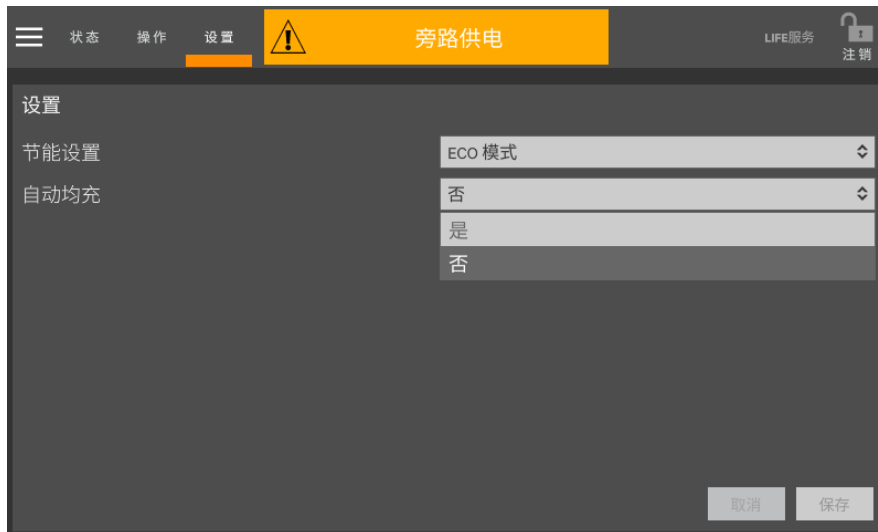 状态 操作 设置 旁路供电 LIFE服务 注销
设置
节能设置 ECO 模式
自动均充 否
是
否
取消 保存